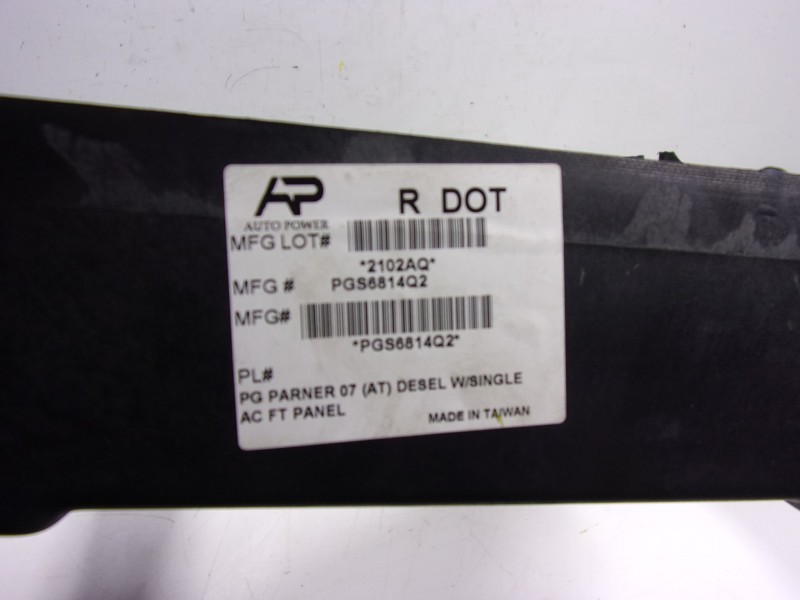 AP
R DOT
AUTO POWER
MFG LOT#
*2102AQ*
MFG # PGS6814Q2
MFG#
*PGS6814Q2*
PL#
PG PARNER 07 (AT) DESEL W/SINGLE
AC FT PANEL MADE IN TAIWAN